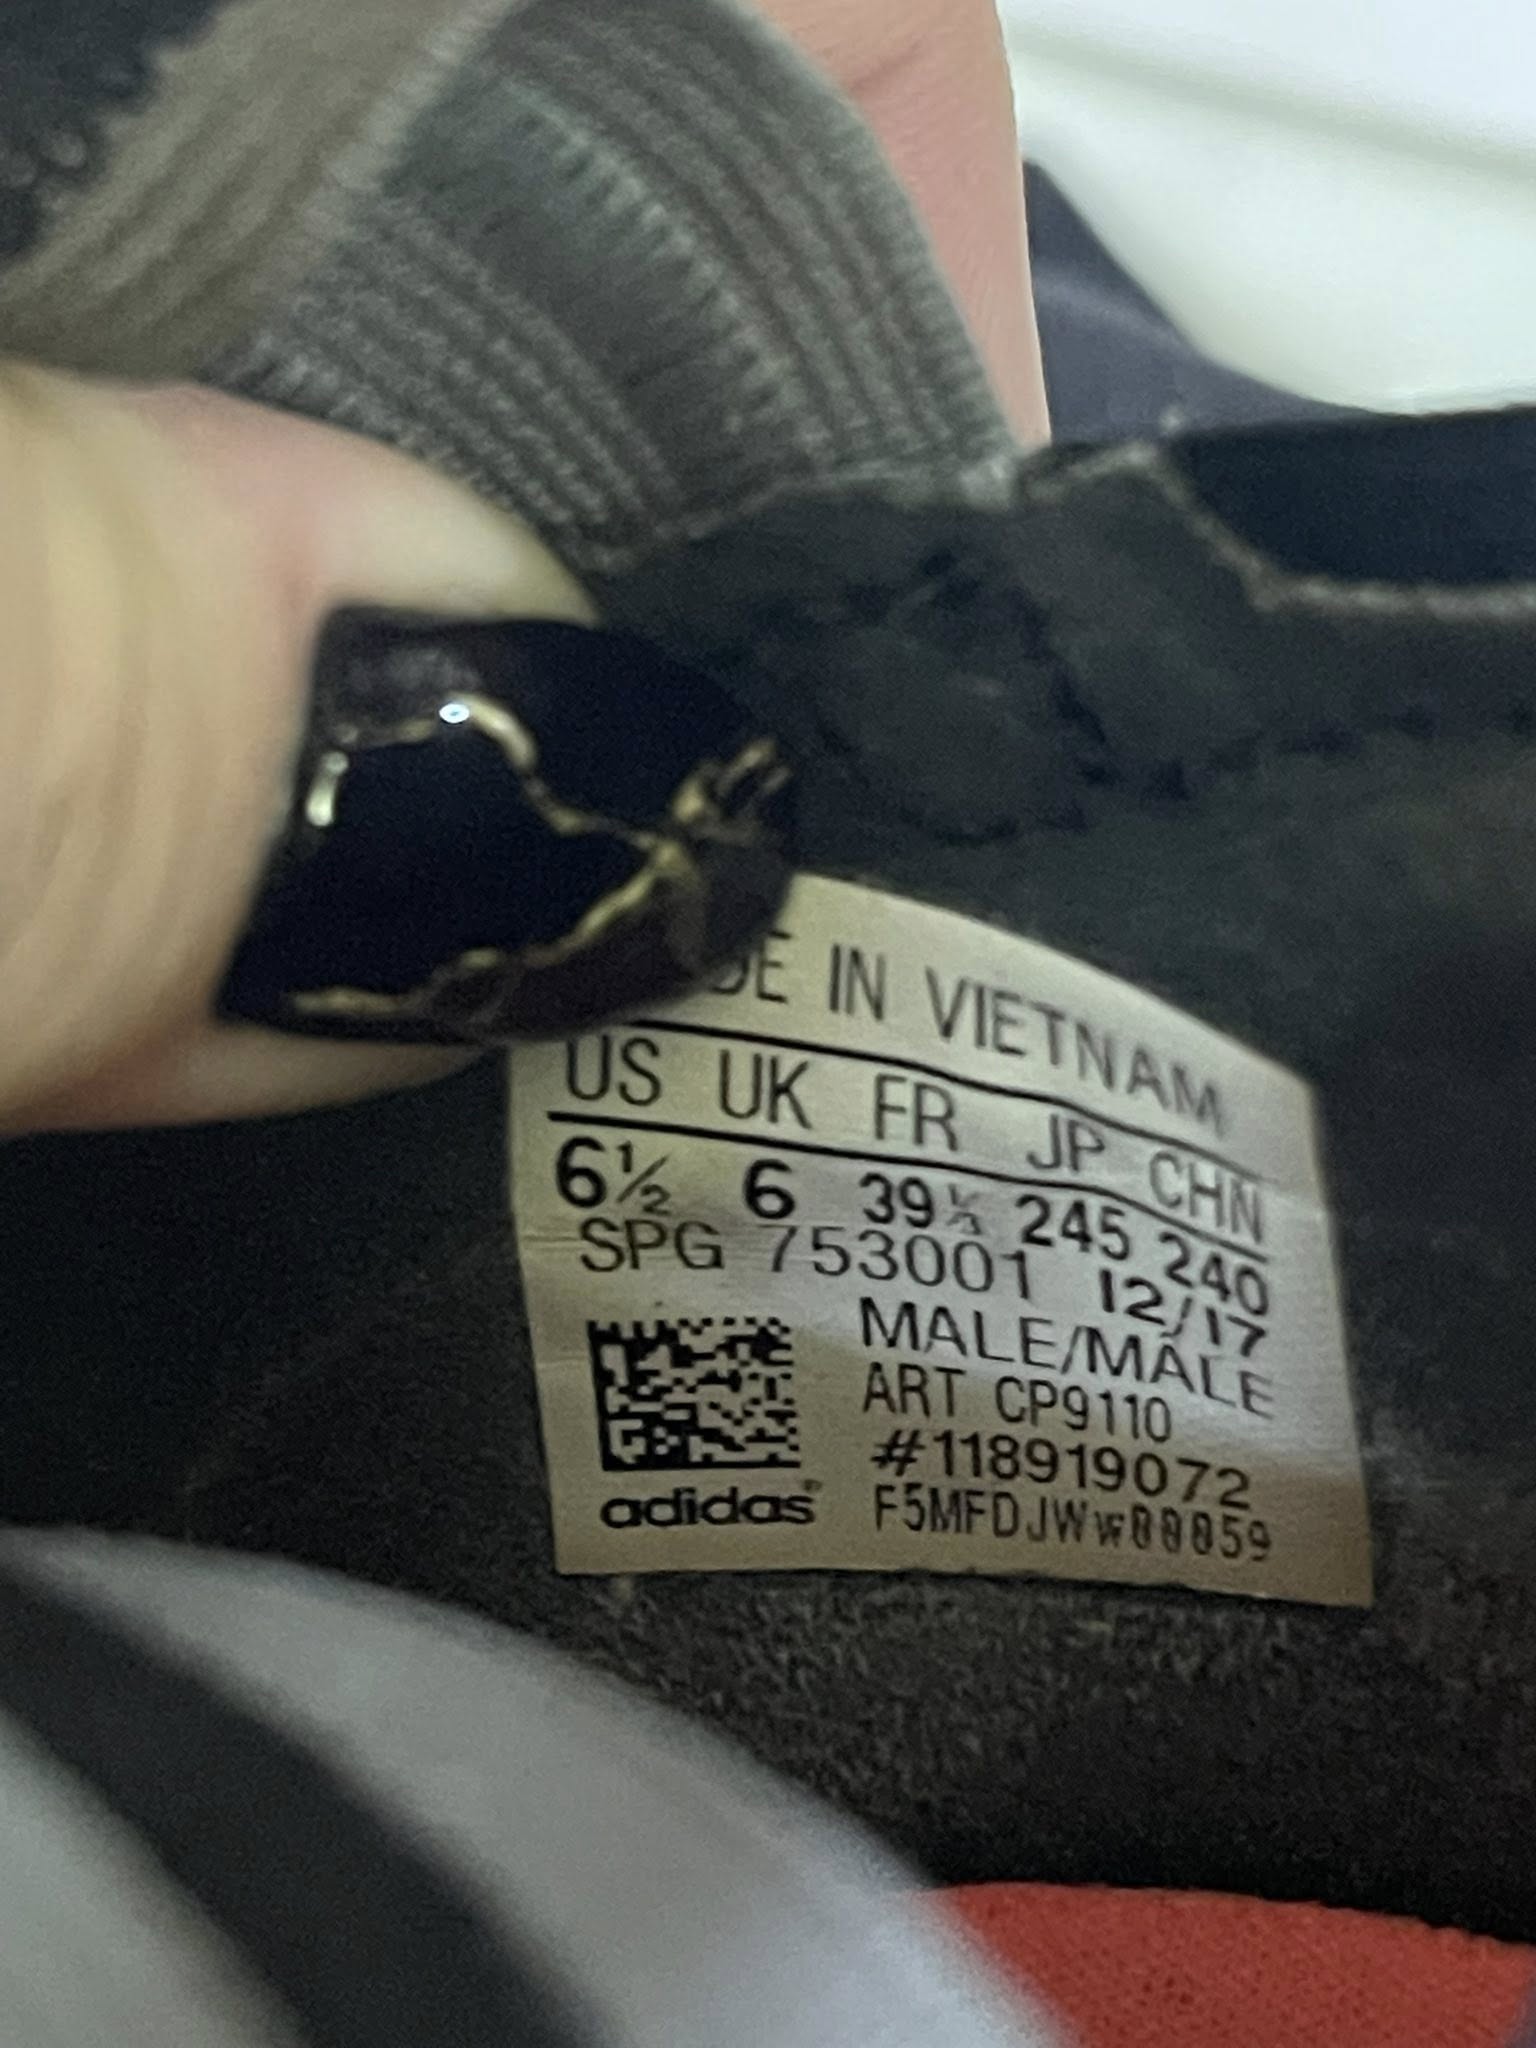 DE IN VIETNAM
US UK FR JP CHN
6½ 6 39⅓ 245 240
SPG 753001 12/17
MALE/MÂLE
ART CP9110
#118919072
F5MFDJWw00059
adidas